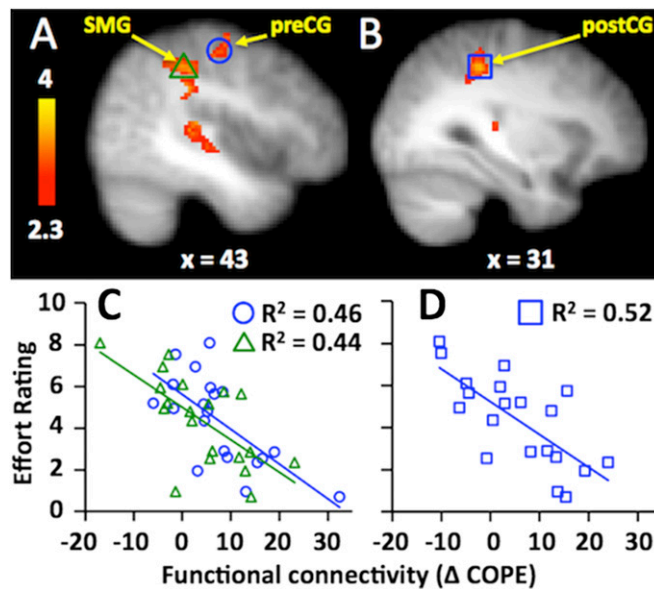 A
SMG
preCG
B
postCG
4
2.3
x = 43
x = 31
C
R² = 0.46
R² = 0.44
D
R² = 0.52
Effort Rating
10
8
6
4
2
0
-20 -10 0 10 20 30
-20 -10 0 10 20 30
Functional connectivity (Δ COPE)